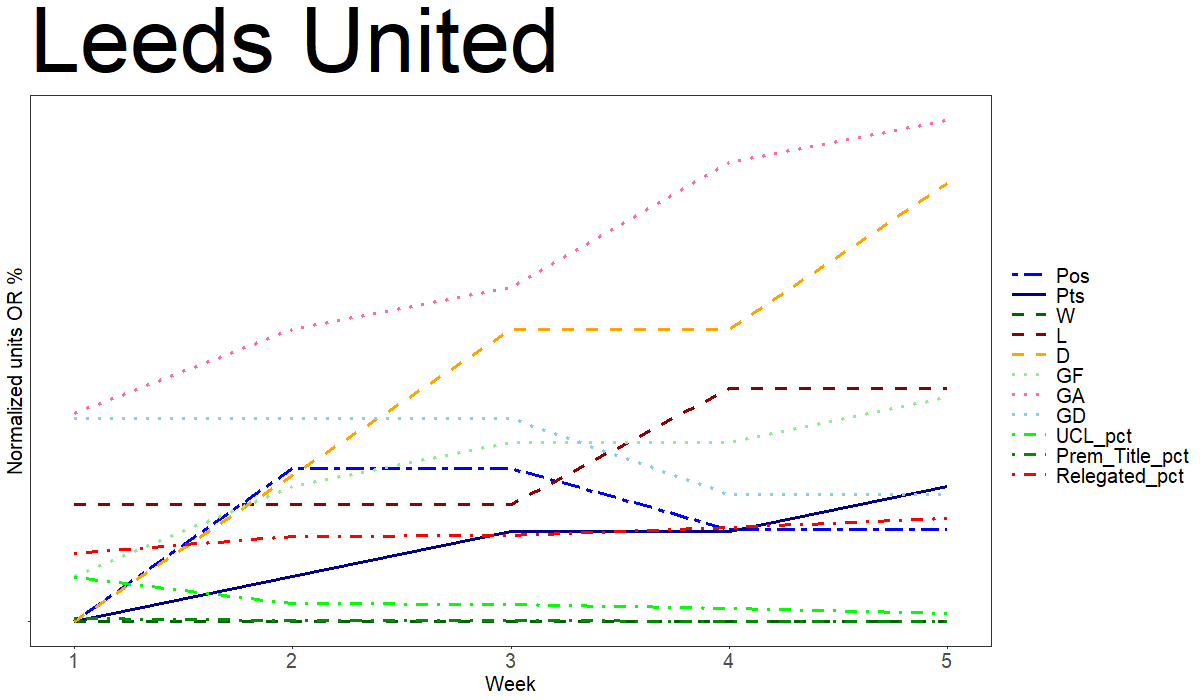 Leeds United
Normalized units OR %
Pos
Pts
W
L
D
GF
GA
GD
UCL_pct
Prem_Title_pct
Relegated_pct
1 2 3 4 5
Week